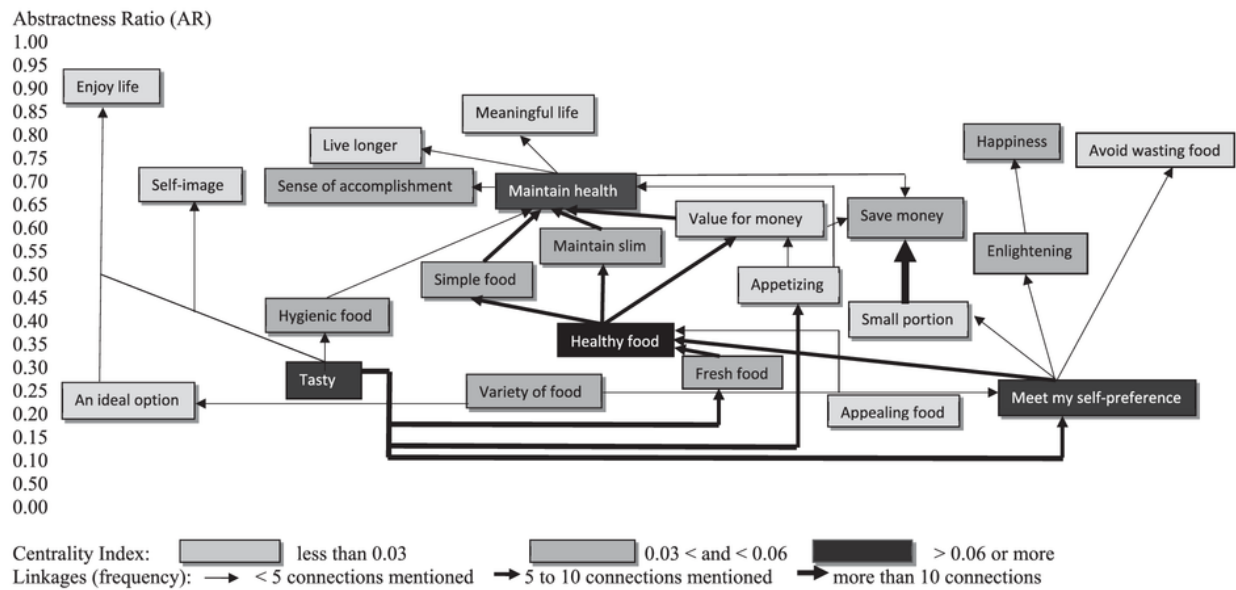 Abstractness Ratio (AR)
1.00
0.95
0.90
0.85
0.80
0.75
0.70
0.65
0.60
0.55
0.50
0.45
0.40
0.35
0.30
0.25
0.20
0.15
0.10
0.50
0.00
Enjoy life
Meaningful life
Live longer
Happiness
Avoid wasting food
Self-image
Sense of accomplishment
Maintain health
Value for money
Save money
Maintain slim
Enlightening
Simple food
Appetizing
Hygienic food
Small portion
Healthy food
Tasty
Fresh food
An ideal option
Variety of food
Appealing food
Meet my self-preference
Centrality Index: less than 0.03 0.03 < and < 0.06 > 0.06 or more
Linkages (frequency): < 5 connections mentioned 5 to 10 connections mentioned more than 10 connections